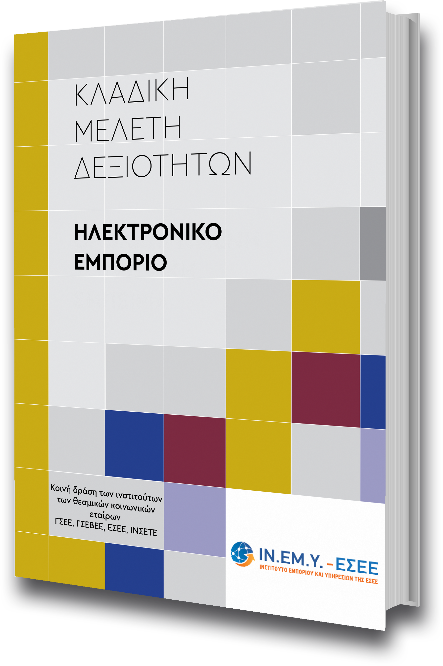 ΚΛΑΔΙΚΗ
ΜΕΛΕΤΗ
ΔΕΞΙΟΤΗΤΩΝ
ΗΛΕΚΤΡΟΝΙΚΟ
ΕΜΠΟΡΙΟ
Κοινή δράση των ινστιτούτων
των θεσμικών κοινωνικών
εταίρων
ΓΣΕΕ, ΓΣΕΒΕΕ, ΕΣΕΕ, ΙΝΣΕΤΕ
ΙΝ.ΕΜ.Υ. - ΕΣΕΕ
ΙΝΣΤΙΤΟΥΤΟ ΕΜΠΟΡΙΟΥ ΚΑΙ ΥΠΗΡΕΣΙΩΝ ΤΗΣ ΕΣΕΕ